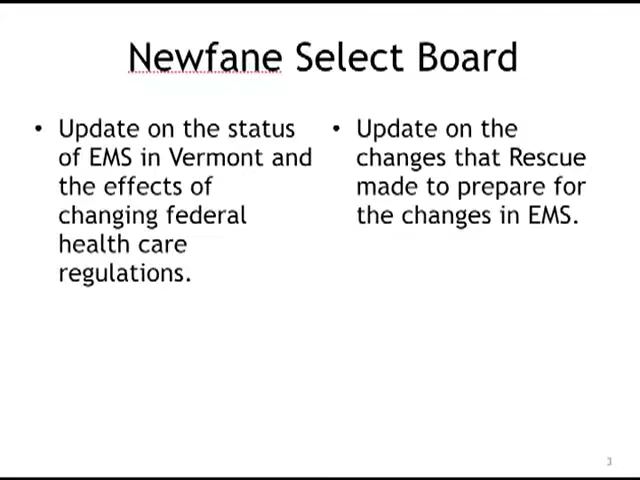 Newfane Select Board
• Update on the status
of EMS in Vermont and
the effects of
changing federal
health care
regulations.
• Update on the
changes that Rescue
made to prepare for
the changes in EMS.
3